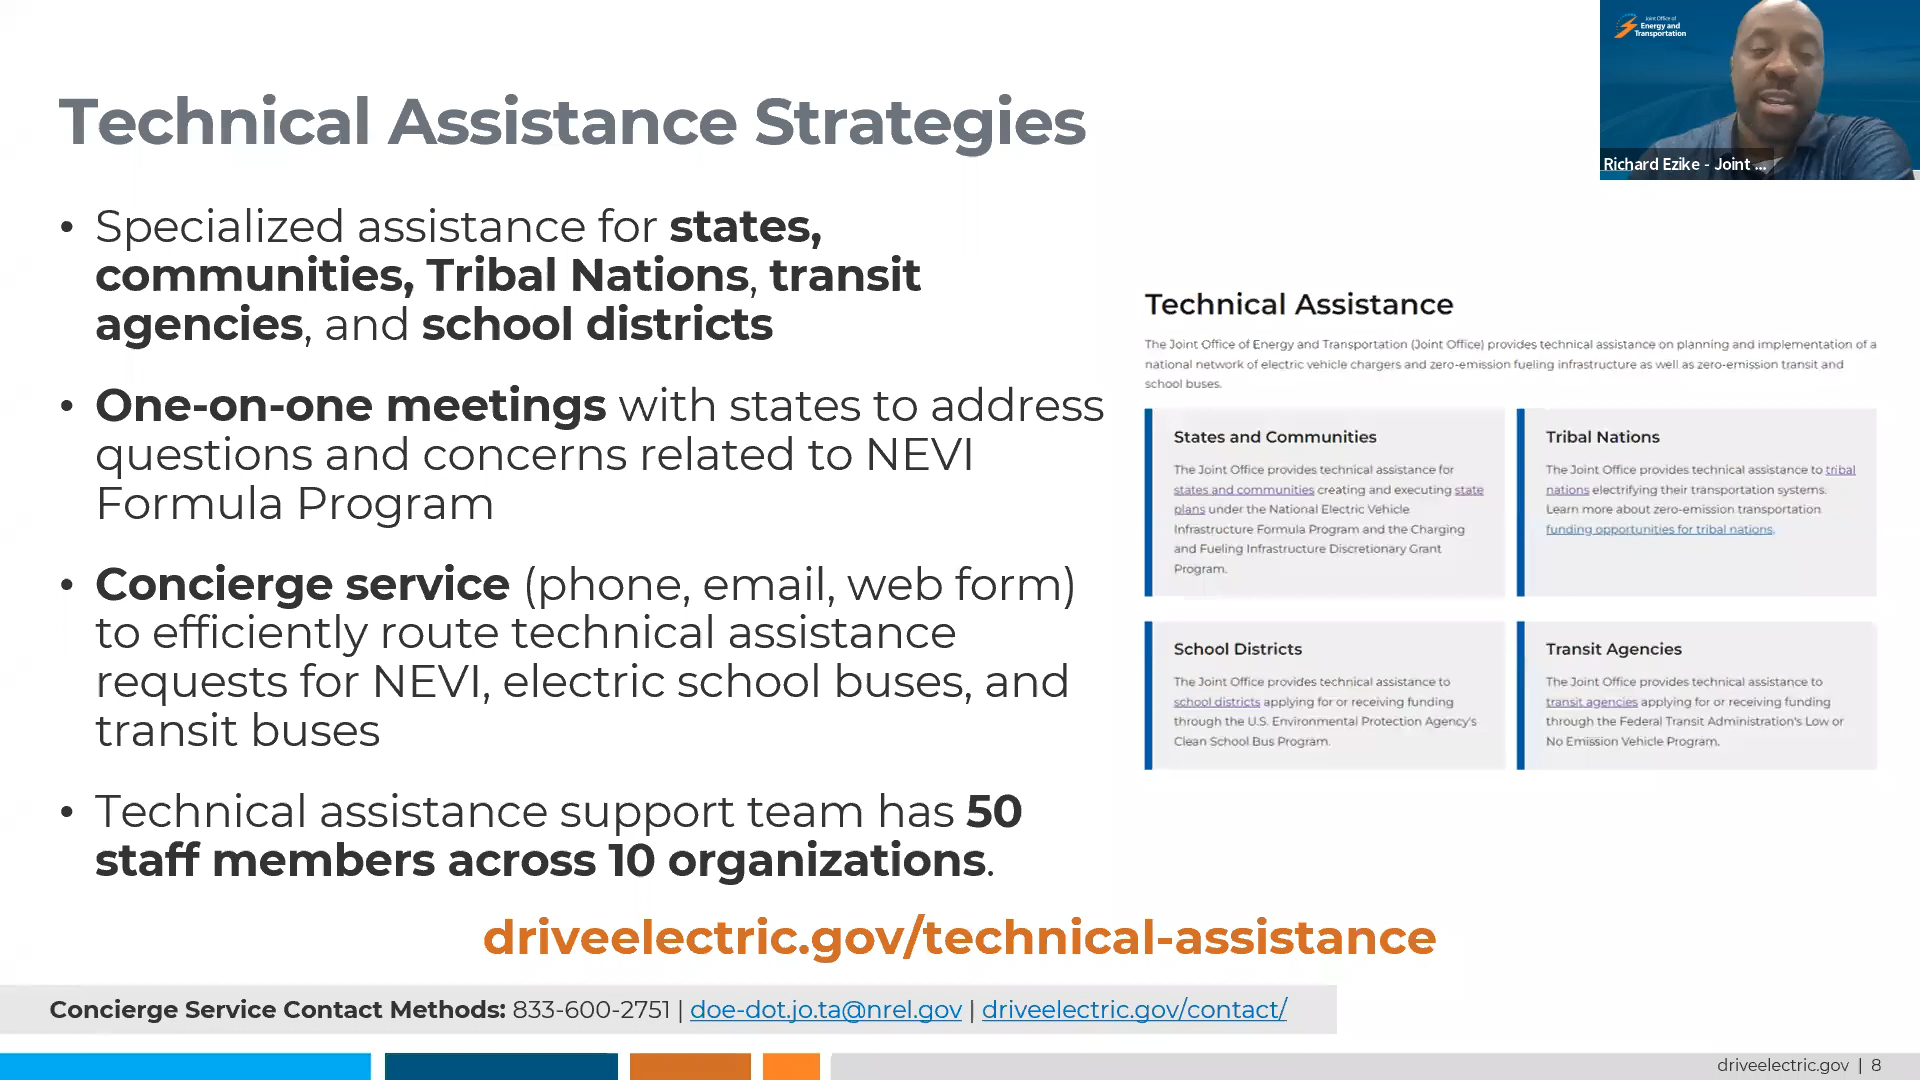 Technical Assistance Strategies
• Specialized assistance for states,
communities, Tribal Nations, transit
agencies, and school districts
• One-on-one meetings with states to address
questions and concerns related to NEVI
Formula Program
• Concierge service (phone, email, web form)
to efficiently route technical assistance
requests for NEVI, electric school buses, and
transit buses
• Technical assistance support team has 50
staff members across 10 organizations.
Joint Office of
Energy and
Transportation
Richard Ezike - Joint ...
Technical Assistance
The Joint Office of Energy and Transportation (Joint Office) provides technical assistance on planning and implementation of a
national network of electric vehicle chargers and zero-emission fueling infrastructure as well as zero-emission transit and
school buses.
States and Communities
The Joint Office provides technical assistance for
states and communities creating and executing state
plans under the National Electric Vehicle
Infrastructure Formula Program and the Charging
and Fueling Infrastructure Discretionary Grant
Program.
Tribal Nations
The Joint Office provides technical assistance to tribal
nations electrifying their transportation systems.
Learn more about zero-emission transportation
funding opportunities for tribal nations.
School Districts
The Joint Office provides technical assistance to
school districts applying for or receiving funding
through the U.S. Environmental Protection Agency's
Clean School Bus Program.
Transit Agencies
The Joint Office provides technical assistance to
transit agencies applying for or receiving funding
through the Federal Transit Administration's Low or
No Emission Vehicle Program.
driveelectric.gov/technical-assistance
Concierge Service Contact Methods: 833-600-2751 | doe-dot.jo.ta@nrel.gov | driveelectric.gov/contact/
driveelectric.gov | 8